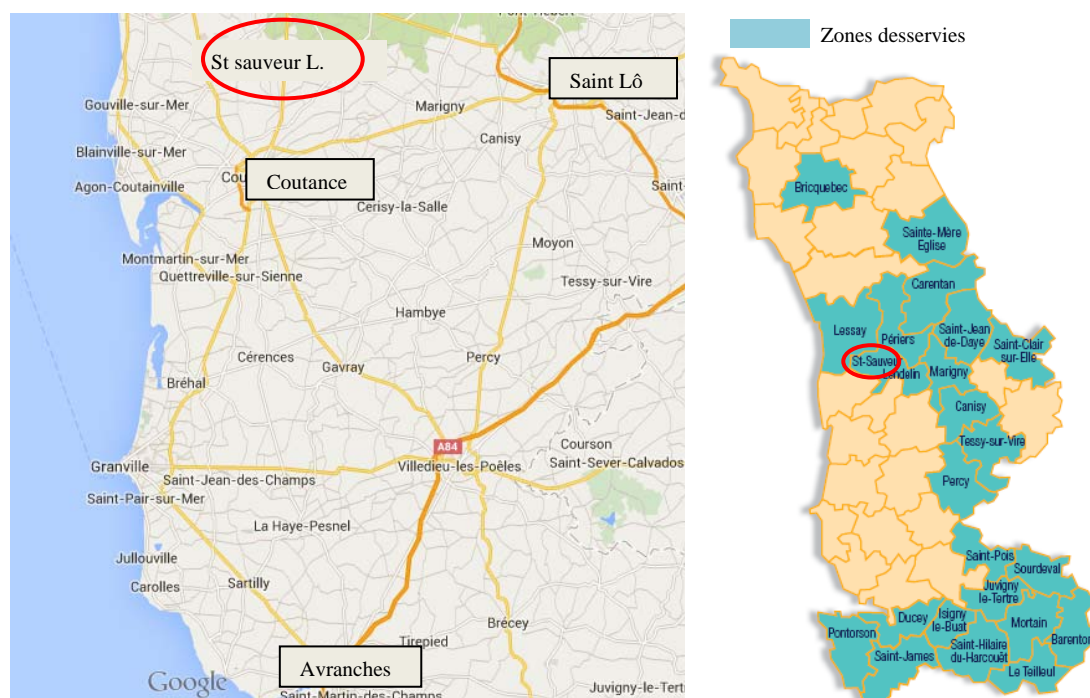 Pont-Hébert
St sauveur L.
Saint Lô
Gouville-sur-Mer
Marigny
Saint-Jean-d
Canisy
Blainville-sur-Mer
Cou
Coutance
Agon-Coutainville
Saint-
Cerisy-la-Salle
Moyon
Montmartin-sur-Mer
Quettreville-sur-Sienne
Tessy-sur-Vire
Hambye
Cérences
Percy
Gavray
Bréhal
A84
Courson
Granville
Villedieu-les-Poêles
Saint-Sever-Calvados
Saint-Jean-des-Champs
Saint-Pair-sur-Mer
La Haye-Pesnel
Jullouville
Carolles
Sartilly
Brécey
Tirepied
Avranches
Google
Saint-Martin-des-Champs
Juvigny-le-Tertr
Zones desservies
Bricquebec
Sainte-Mère
Eglise
Carentan
Lessay
Périers
Saint-Jean
de-Daye
Saint-Clair
sur-Elle
St-Sauveur
Lendelin
Marigny
Canisy
Tessy-sur-Vire
Percy
Saint-Pois
Sourdeval
Juvigny
le-Tertre
Ducey
Isigny
le-Buat
Mortain
Pontorson
Barenton
Saint-James
Saint-Hilaire
du-Harcouët
Le Teilleul